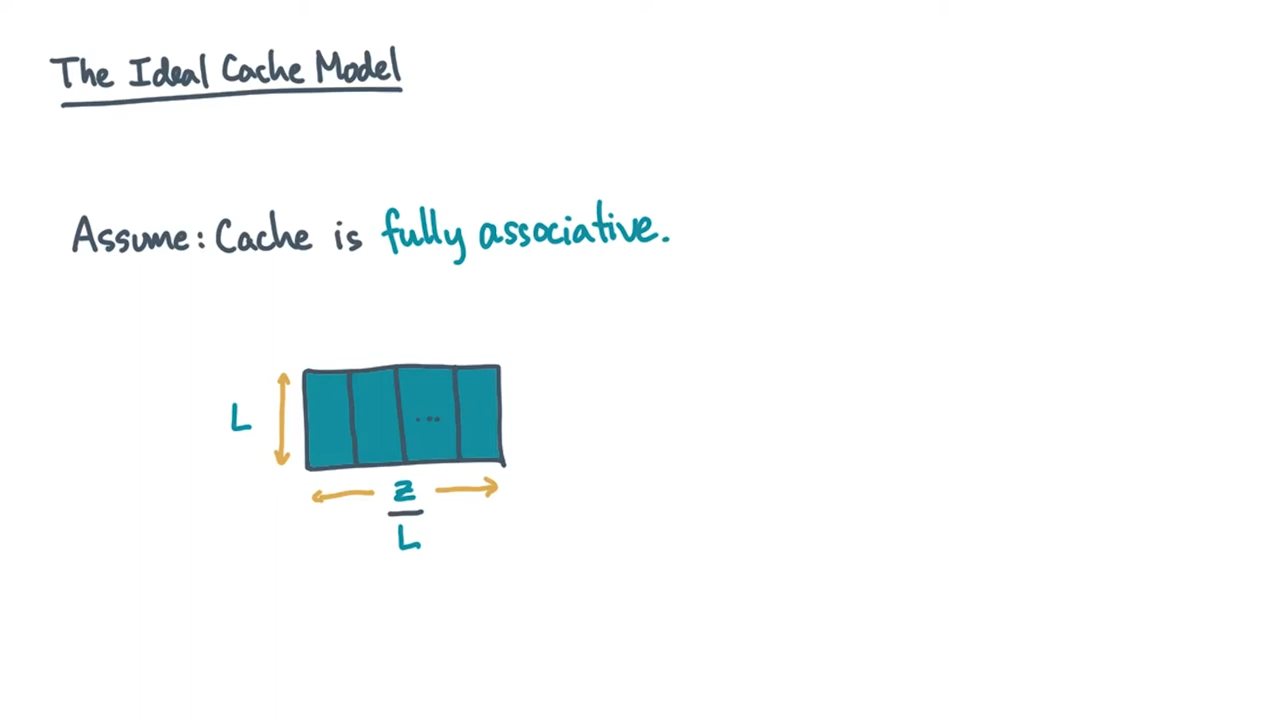 The Ideal Cache Model
Assume: Cache is fully associative.
L
...
Z
L